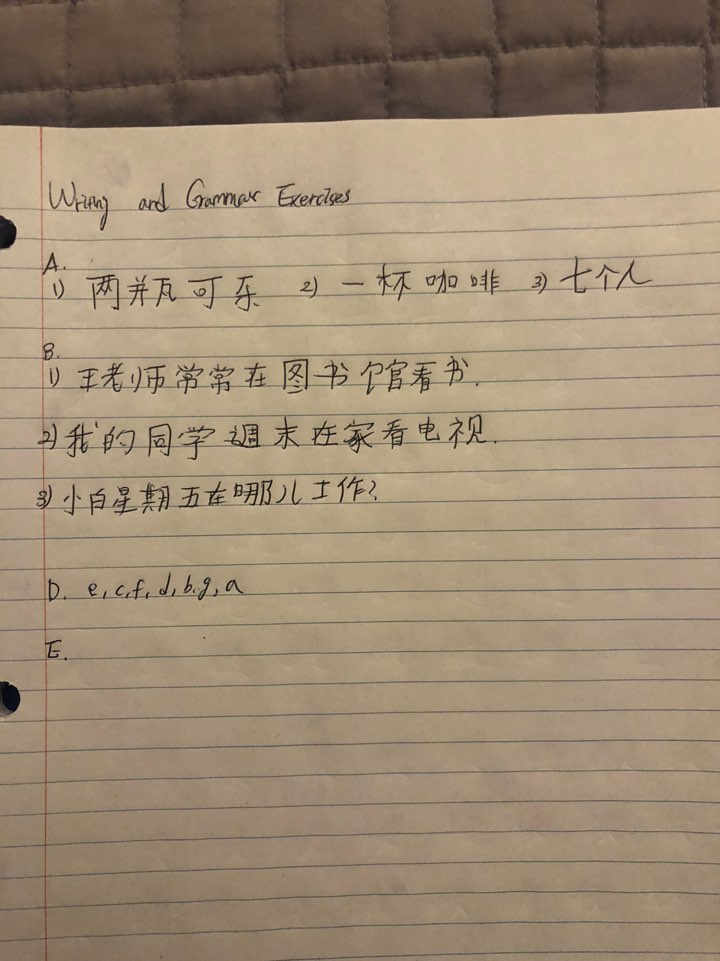 Writing and Grammar Exercises
A.
1) 两瓶可乐 2) 一杯咖啡 3) 七个人
B.
1) 王老师常常在图书馆看书.
2) 我的同学週末在家看电视.
3) 小白星期五在哪儿工作?
D. e, c, f, d, b, g, a
E.